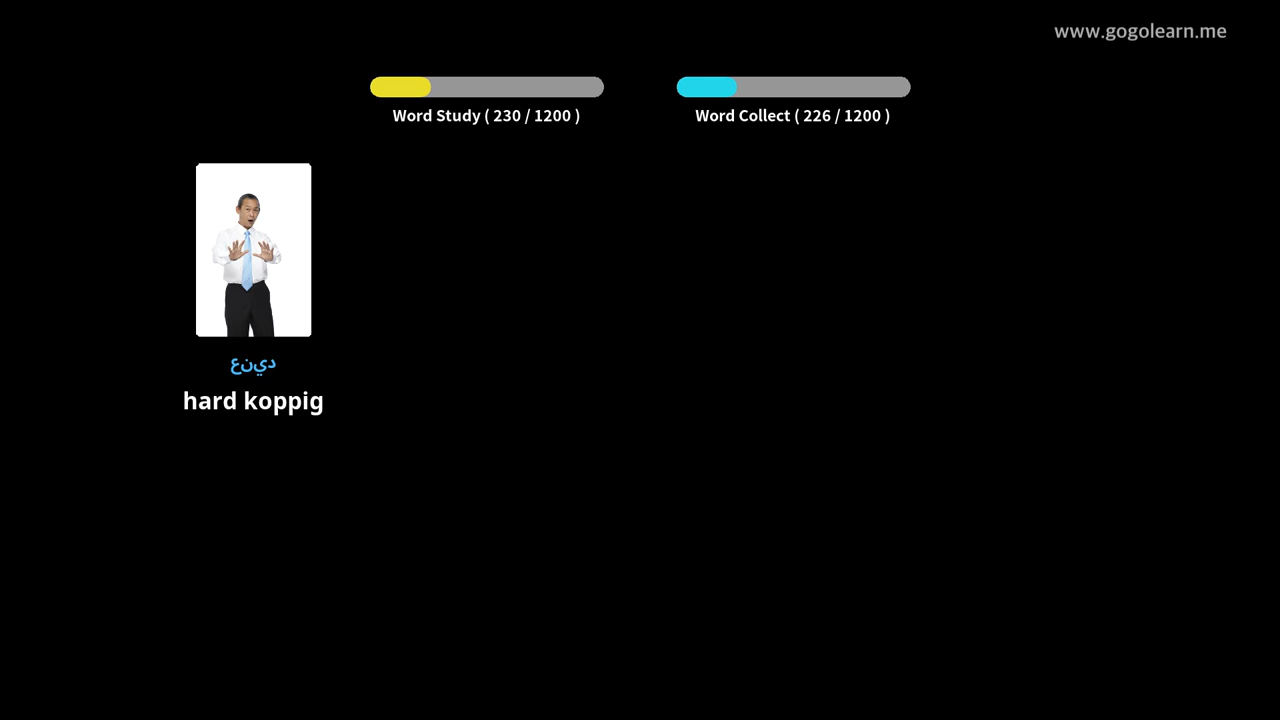 www.gogolearn.me
Word Study ( 230 / 1200 )
Word Collect ( 226 / 1200 )
عنيد
hard koppig